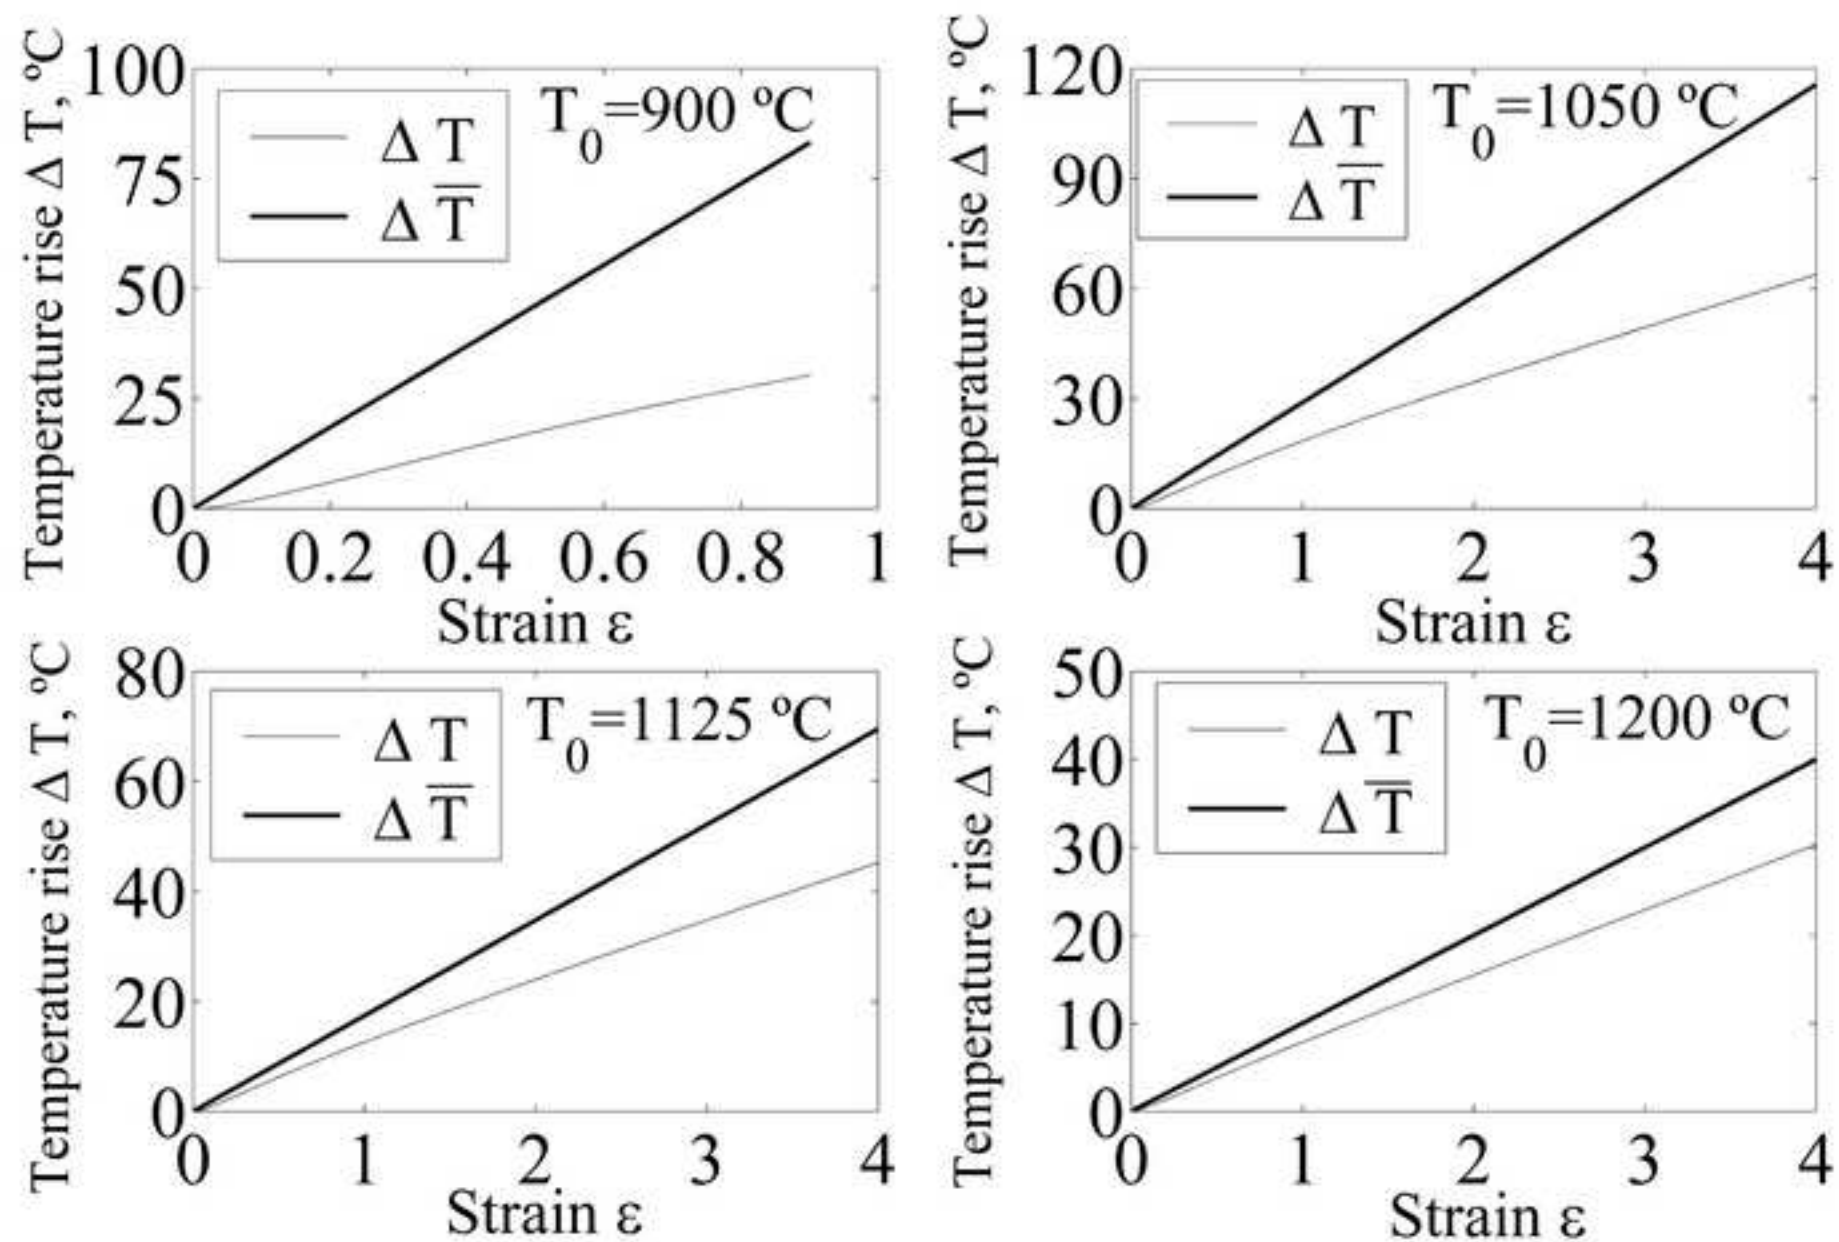 Temperature rise Δ T, ºC
100
75
50
25
0
Δ T
Δ T̅
T₀=900 ºC
0 0.2 0.4 0.6 0.8 1
Strain ε
Temperature rise Δ T, ºC
120
90
60
30
0
Δ T
Δ T̅
T₀=1050 ºC
0 1 2 3 4
Strain ε
Temperature rise Δ T, ºC
80
60
40
20
0
Δ T
Δ T̅
T₀=1125 ºC
0 1 2 3 4
Strain ε
Temperature rise Δ T, ºC
50
40
30
20
10
0
Δ T
Δ T̅
T₀=1200 ºC
0 1 2 3 4
Strain ε